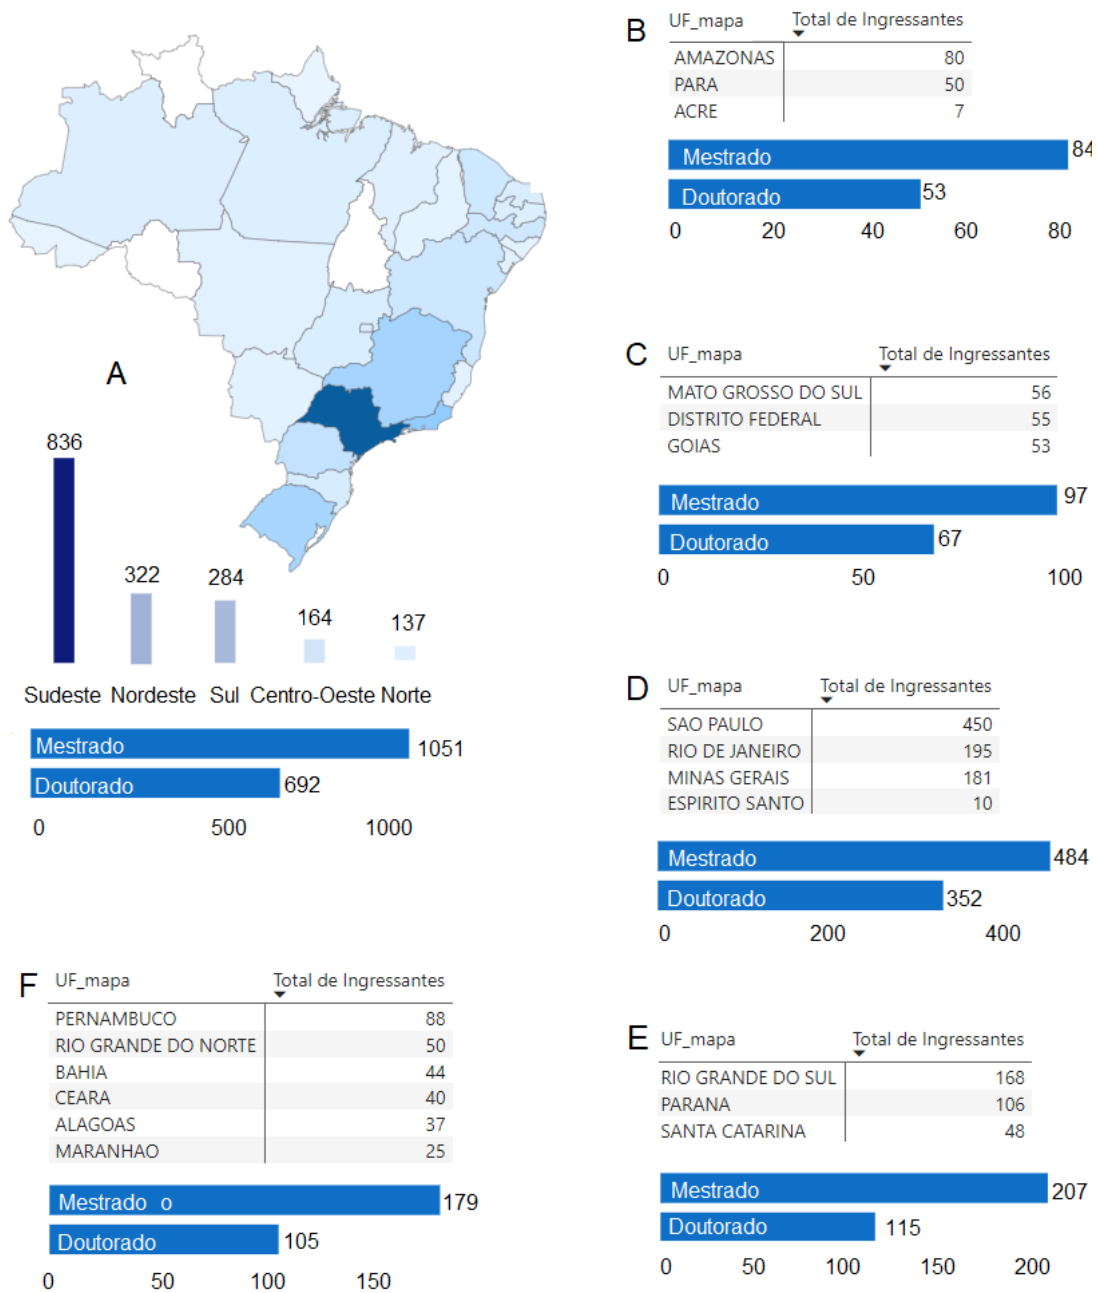 A
836
322
284
164
137
Sudeste Nordeste Sul Centro-Oeste Norte
Mestrado 1051
Doutorado 692
0 500 1000
B
UF_mapa Total de Ingressantes
AMAZONAS 80
PARA 50
ACRE 7
Mestrado 84
Doutorado 53
0 20 40 60 80
C
UF_mapa Total de Ingressantes
MATO GROSSO DO SUL 56
DISTRITO FEDERAL 55
GOIAS 53
Mestrado 97
Doutorado 67
0 50 100
D
UF_mapa Total de Ingressantes
SAO PAULO 450
RIO DE JANEIRO 195
MINAS GERAIS 181
ESPIRITO SANTO 10
Mestrado 484
Doutorado 352
0 200 400
E
UF_mapa Total de Ingressantes
RIO GRANDE DO SUL 168
PARANA 106
SANTA CATARINA 48
Mestrado 207
Doutorado 115
0 50 100 150 200
F
UF_mapa Total de Ingressantes
PERNAMBUCO 88
RIO GRANDE DO NORTE 50
BAHIA 44
CEARA 40
ALAGOAS 37
MARANHAO 25
Mestrado o 179
Doutorado 105
0 50 100 150